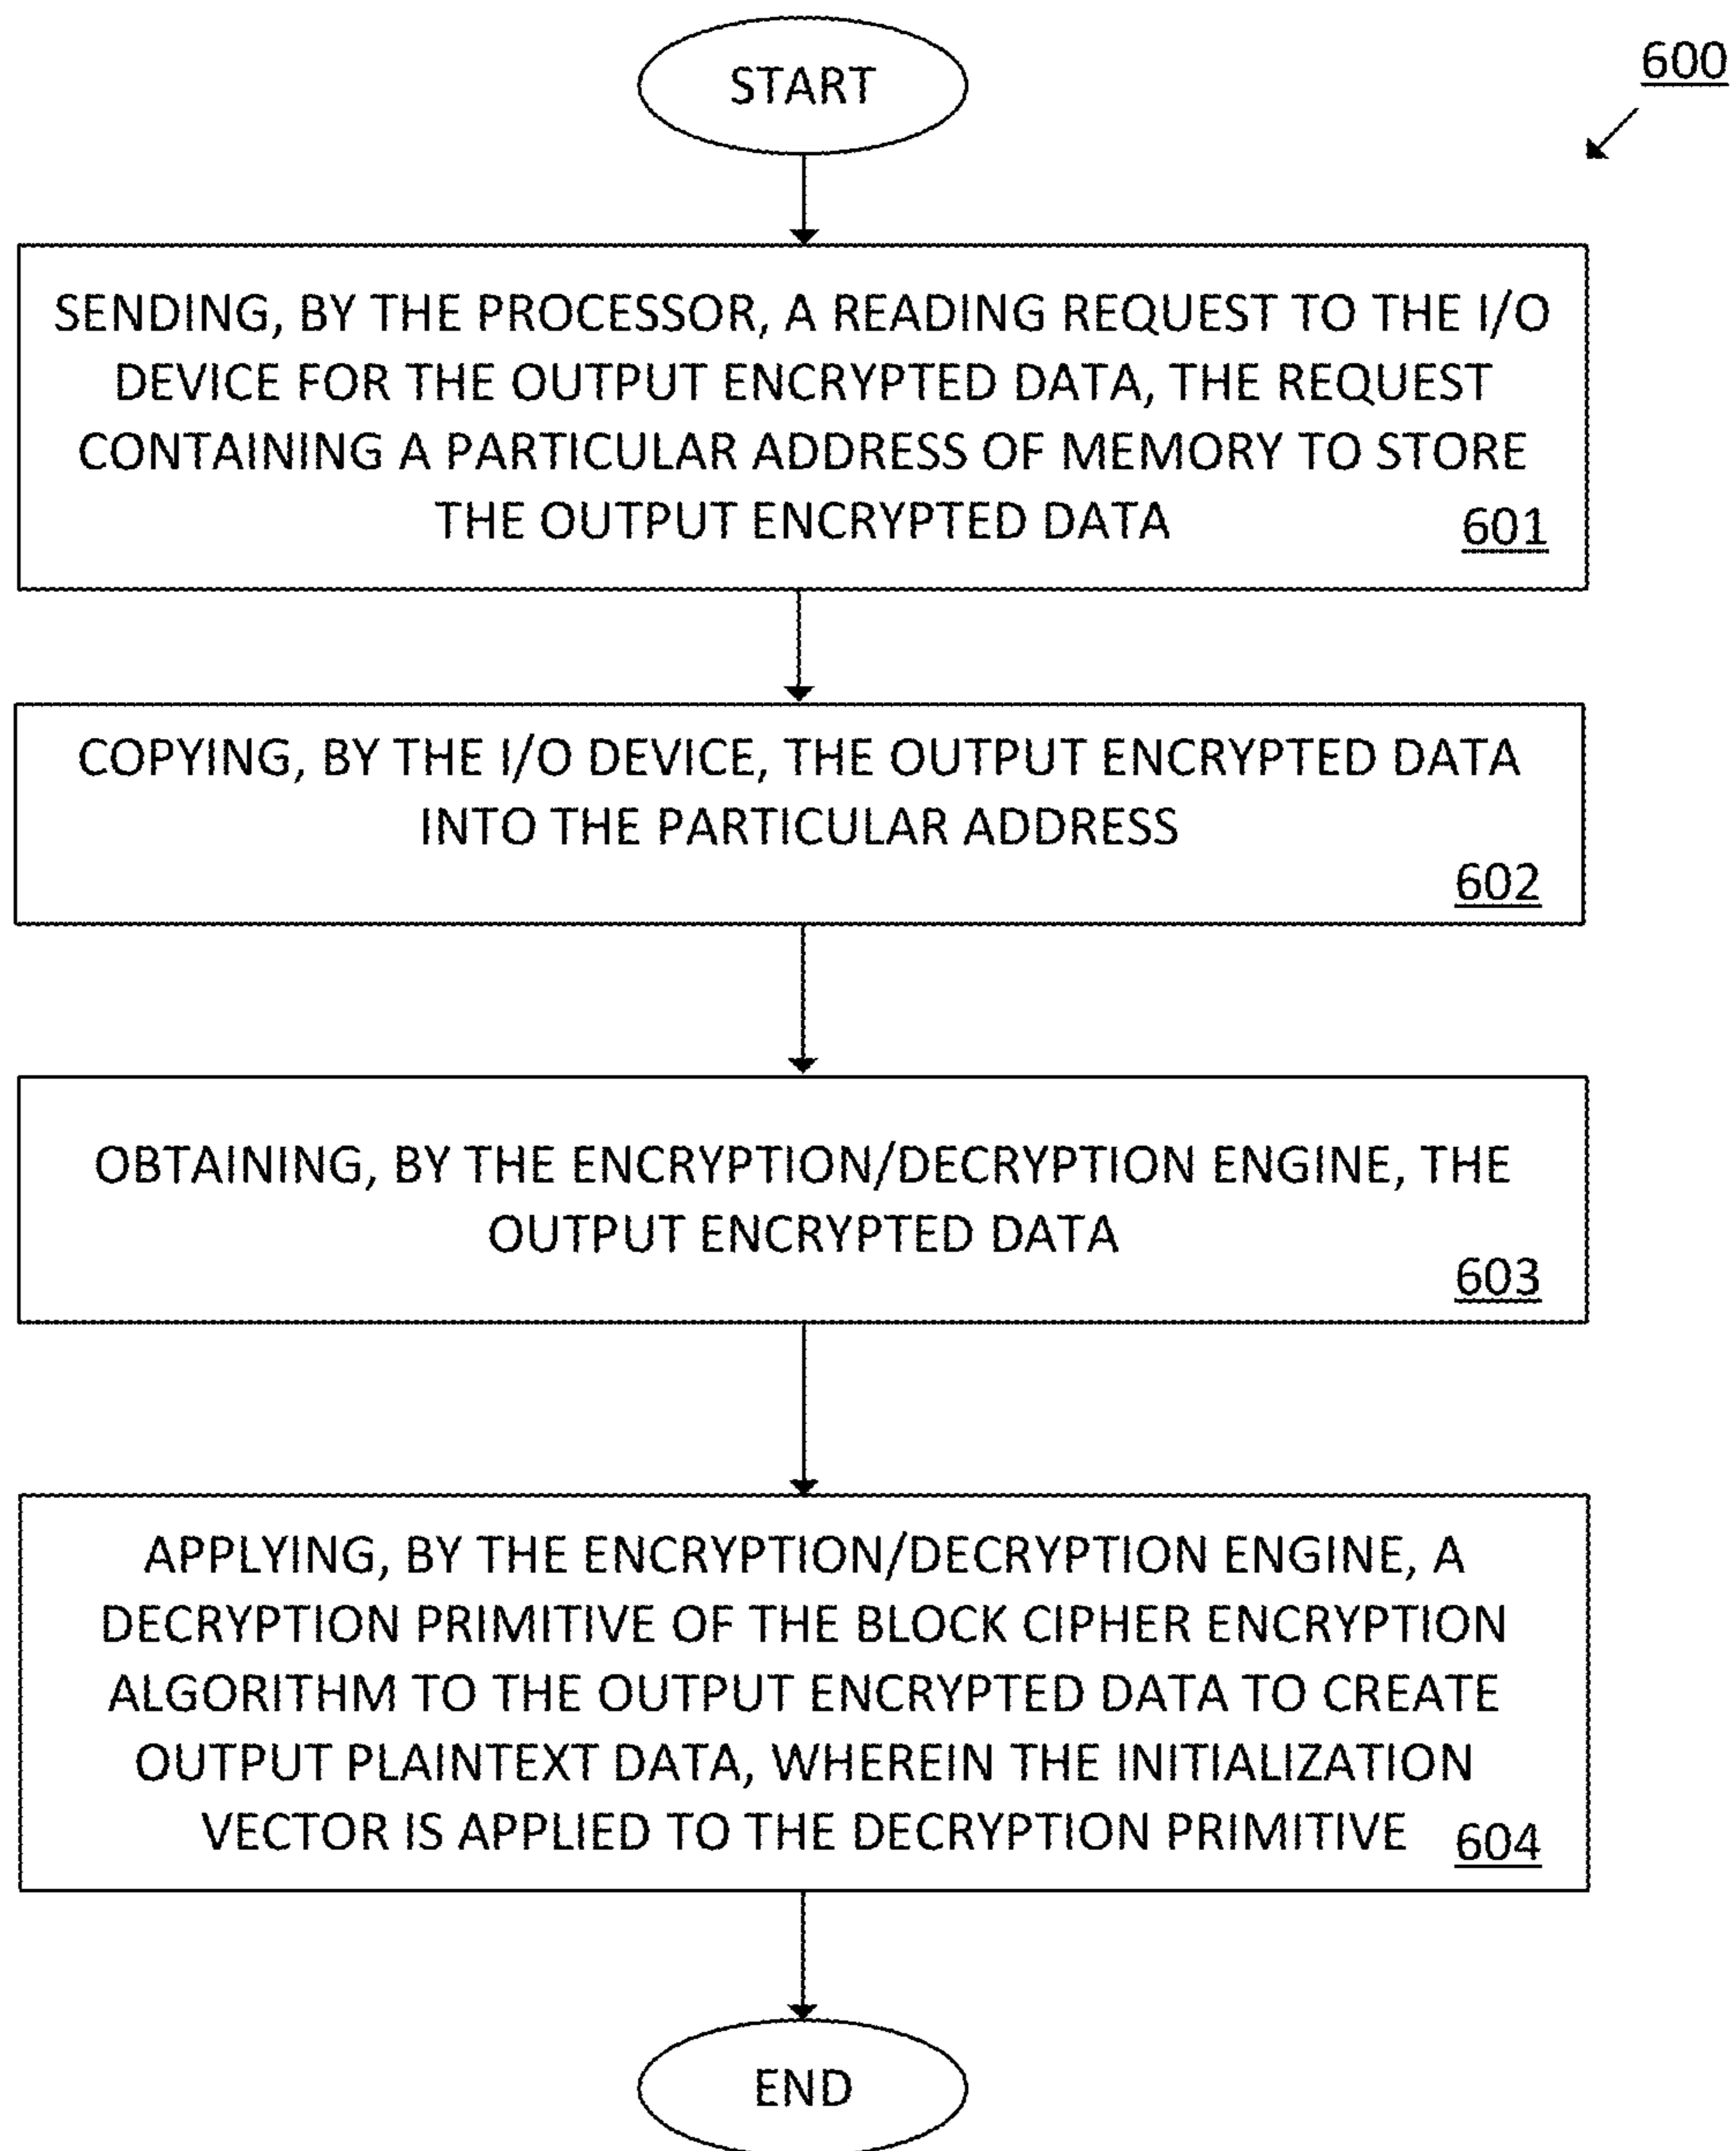 START
600
SENDING, BY THE PROCESSOR, A READING REQUEST TO THE I/O
DEVICE FOR THE OUTPUT ENCRYPTED DATA, THE REQUEST
CONTAINING A PARTICULAR ADDRESS OF MEMORY TO STORE
THE OUTPUT ENCRYPTED DATA
601
COPYING, BY THE I/O DEVICE, THE OUTPUT ENCRYPTED DATA
INTO THE PARTICULAR ADDRESS
602
OBTAINING, BY THE ENCRYPTION/DECRYPTION ENGINE, THE
OUTPUT ENCRYPTED DATA
603
APPLYING, BY THE ENCRYPTION/DECRYPTION ENGINE, A
DECRYPTION PRIMITIVE OF THE BLOCK CIPHER ENCRYPTION
ALGORITHM TO THE OUTPUT ENCRYPTED DATA TO CREATE
OUTPUT PLAINTEXT DATA, WHEREIN THE INITIALIZATION
VECTOR IS APPLIED TO THE DECRYPTION PRIMITIVE
604
END